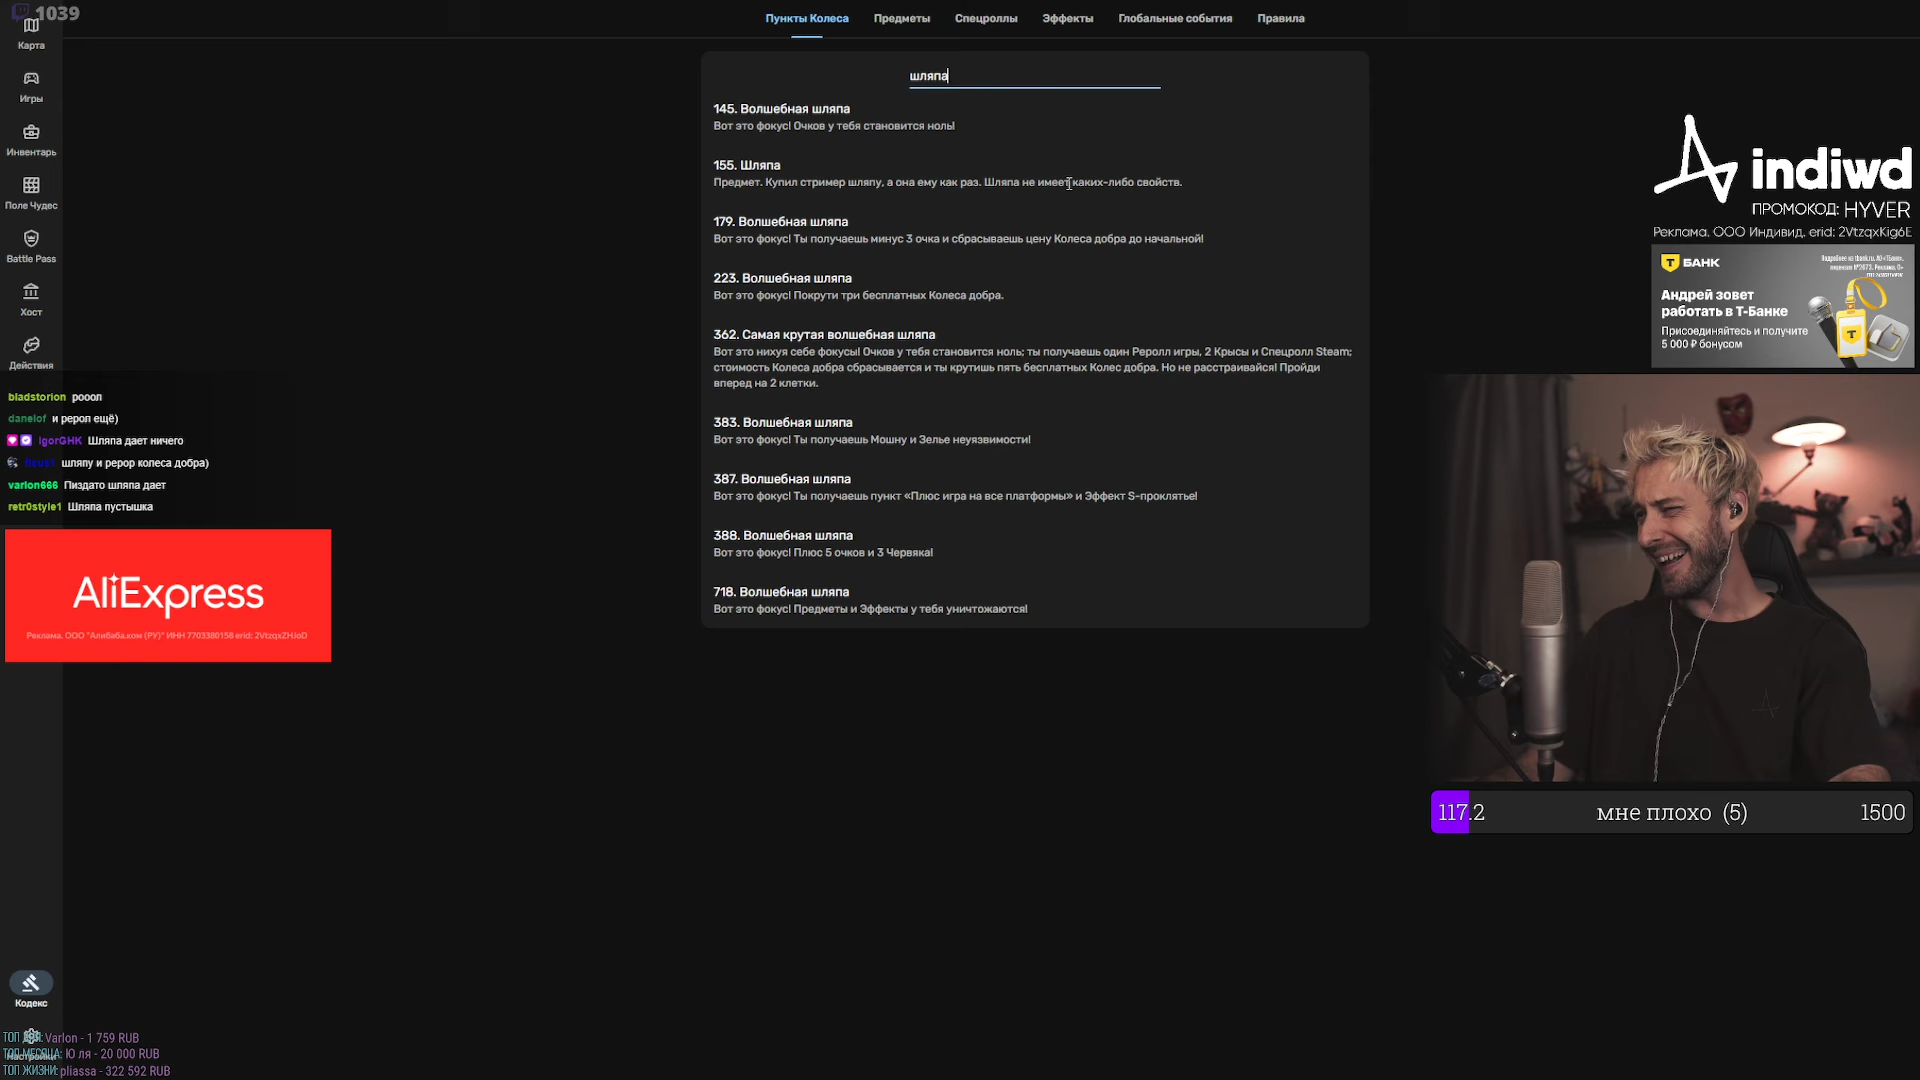 1039
Карта
Игры
Инвентарь
Поле Чудес
Battle Pass
Хост
Действия
Пункты Колеса
Предметы
Спецроллы
Эффекты
Глобальные события
Правила
шляпа
145. Волшебная шляпа
Вот это фокус! Очков у тебя становится ноль!
155. Шляпа
Предмет. Купил стример шляпу, а она ему как раз. Шляпа не имеет каких-либо свойств.
179. Волшебная шляпа
Вот это фокус! Ты получаешь минус 3 очка и сбрасываешь цену Колеса добра до начальной!
223. Волшебная шляпа
Вот это фокус! Покрути три бесплатных Колеса добра.
362. Самая крутая волшебная шляпа
Вот это нихуя себе фокусы! Очков у тебя становится ноль; ты получаешь один Реролл игры, 2 Крысы и Спецролл Steam;
стоимость Колеса добра сбрасывается и ты крутишь пять бесплатных Колес добра. Но не расстраивайся! Пройди
вперед на 2 клетки.
383. Волшебная шляпа
Вот это фокус! Ты получаешь Мошну и Зелье неуязвимости!
387. Волшебная шляпа
Вот это фокус! Ты получаешь пункт «Плюс игра на все платформы» и Эффект S-проклятье!
388. Волшебная шляпа
Вот это фокус! Плюс 5 очков и 3 Червяка!
718. Волшебная шляпа
Вот это фокус! Предметы и Эффекты у тебя уничтожаются!
bladstorion рооол
danelof и рероп ещё)
IgorGHK Шляпа дает ничего
шляпу и рерор колеса добра)
varlon666 Пиздато шляпа дает
retr0style1 Шляпа пустышка
AliExpress
Реклама. ООО "Алибаба.ком (РУ)" ИНН 7703380158 erid: 2VtzqxZHJoD
indiwd
ПРОМОКОД: HYVER
Реклама. ООО Индивид. erid: 2VtzqxKig6E
Т БАНК
Андрей зовет
работать в Т-Банке
Присоединяйтесь и получите
5 000 ₽ бонусом
117.2 мне плохо (5) 1500
Кодекс
Настройки
ТОП ДНЯ: Varlon - 1 759 RUB
ТОП МЕСЯЦА: Ю ля - 20 000 RUB
ТОП ЖИЗНИ: pliassa - 322 592 RUB